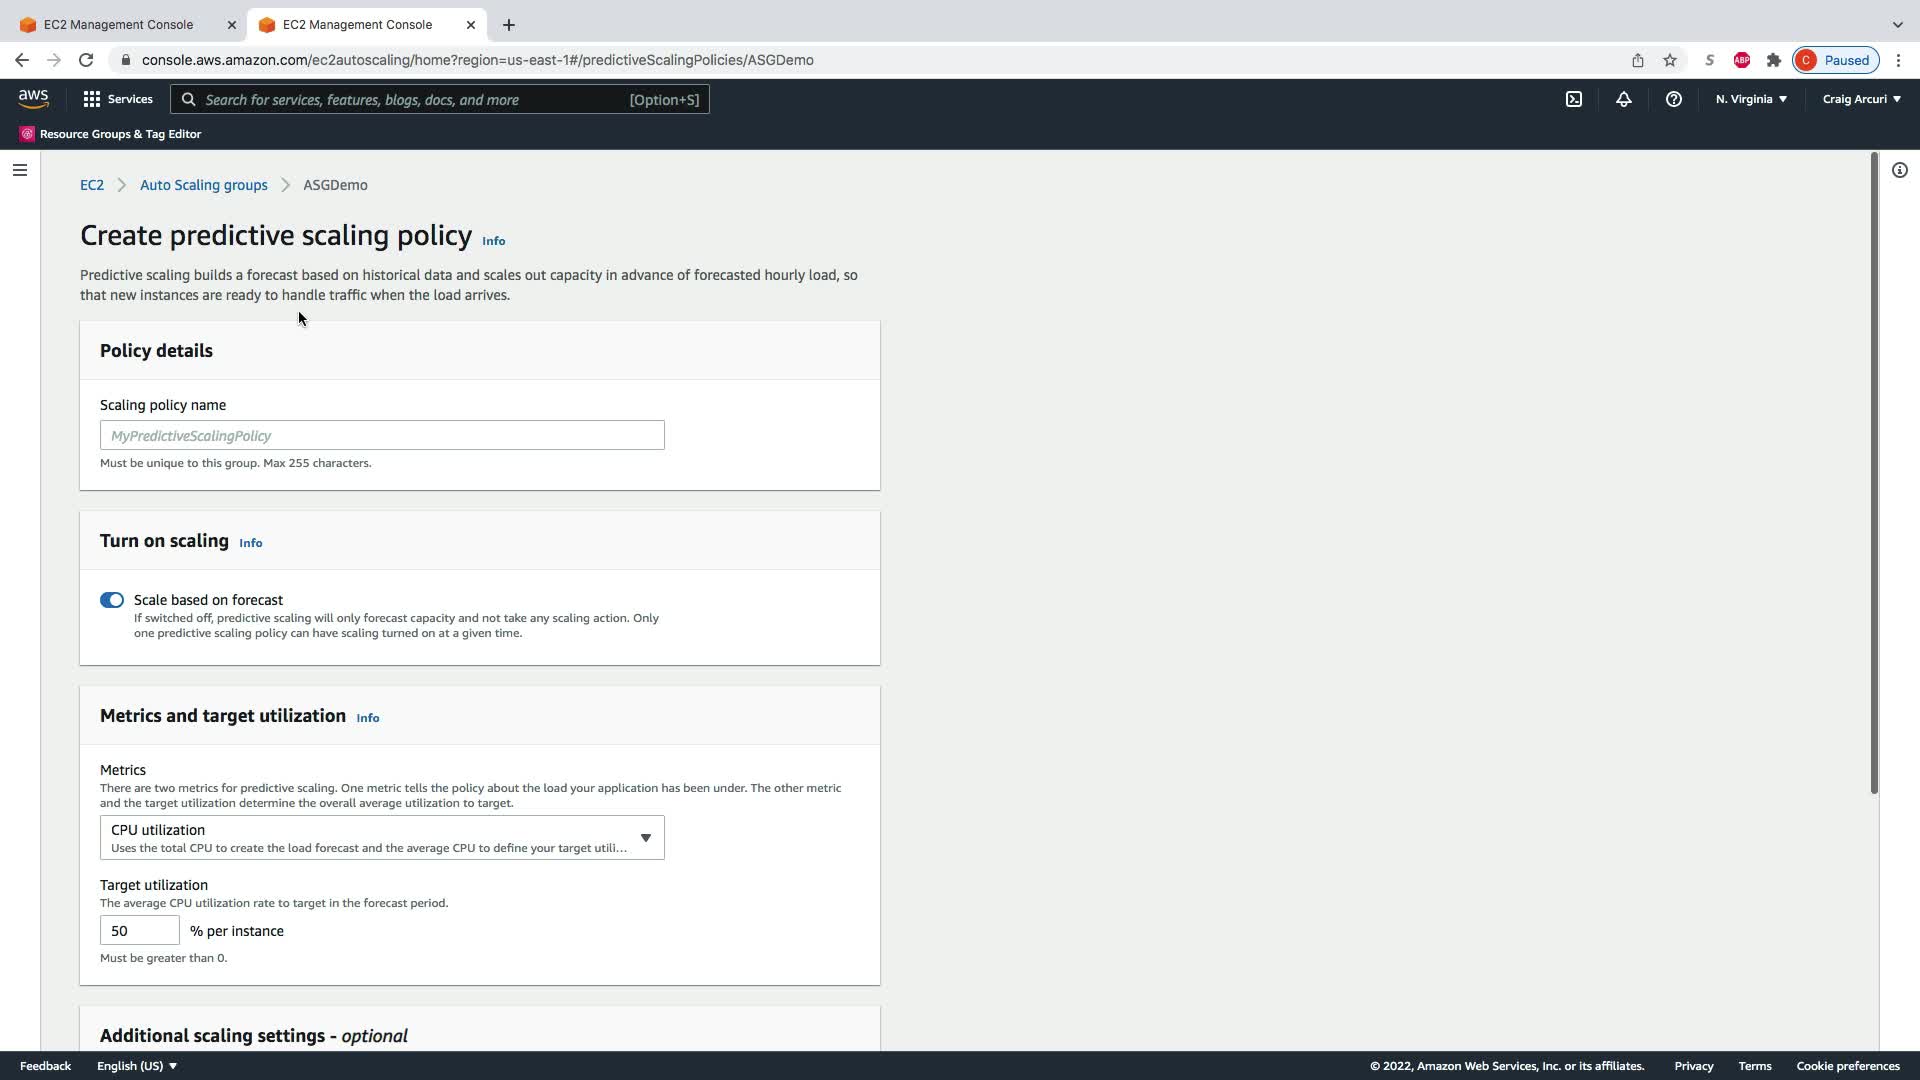 EC2 Management Console
EC2 Management Console
console.aws.amazon.com/ec2autoscaling/home?region=us-east-1#/predictiveScalingPolicies/ASGDemo
S
ABP
C Paused
aws
Services
Search for services, features, blogs, docs, and more [Option+S]
N. Virginia
Craig Arcuri
Resource Groups & Tag Editor
EC2
Auto Scaling groups
ASGDemo
Create predictive scaling policy Info
Predictive scaling builds a forecast based on historical data and scales out capacity in advance of forecasted hourly load, so
that new instances are ready to handle traffic when the load arrives.
Policy details
Scaling policy name
MyPredictiveScalingPolicy
Must be unique to this group. Max 255 characters.
Turn on scaling Info
Scale based on forecast
If switched off, predictive scaling will only forecast capacity and not take any scaling action. Only
one predictive scaling policy can have scaling turned on at a given time.
Metrics and target utilization Info
Metrics
There are two metrics for predictive scaling. One metric tells the policy about the load your application has been under. The other metric
and the target utilization determine the overall average utilization to target.
CPU utilization
Uses the total CPU to create the load forecast and the average CPU to define your target utili...
Target utilization
The average CPU utilization rate to target in the forecast period.
50 % per instance
Must be greater than 0.
Additional scaling settings - optional
Feedback
English (US)
© 2022, Amazon Web Services, Inc. or its affiliates.
Privacy
Terms
Cookie preferences